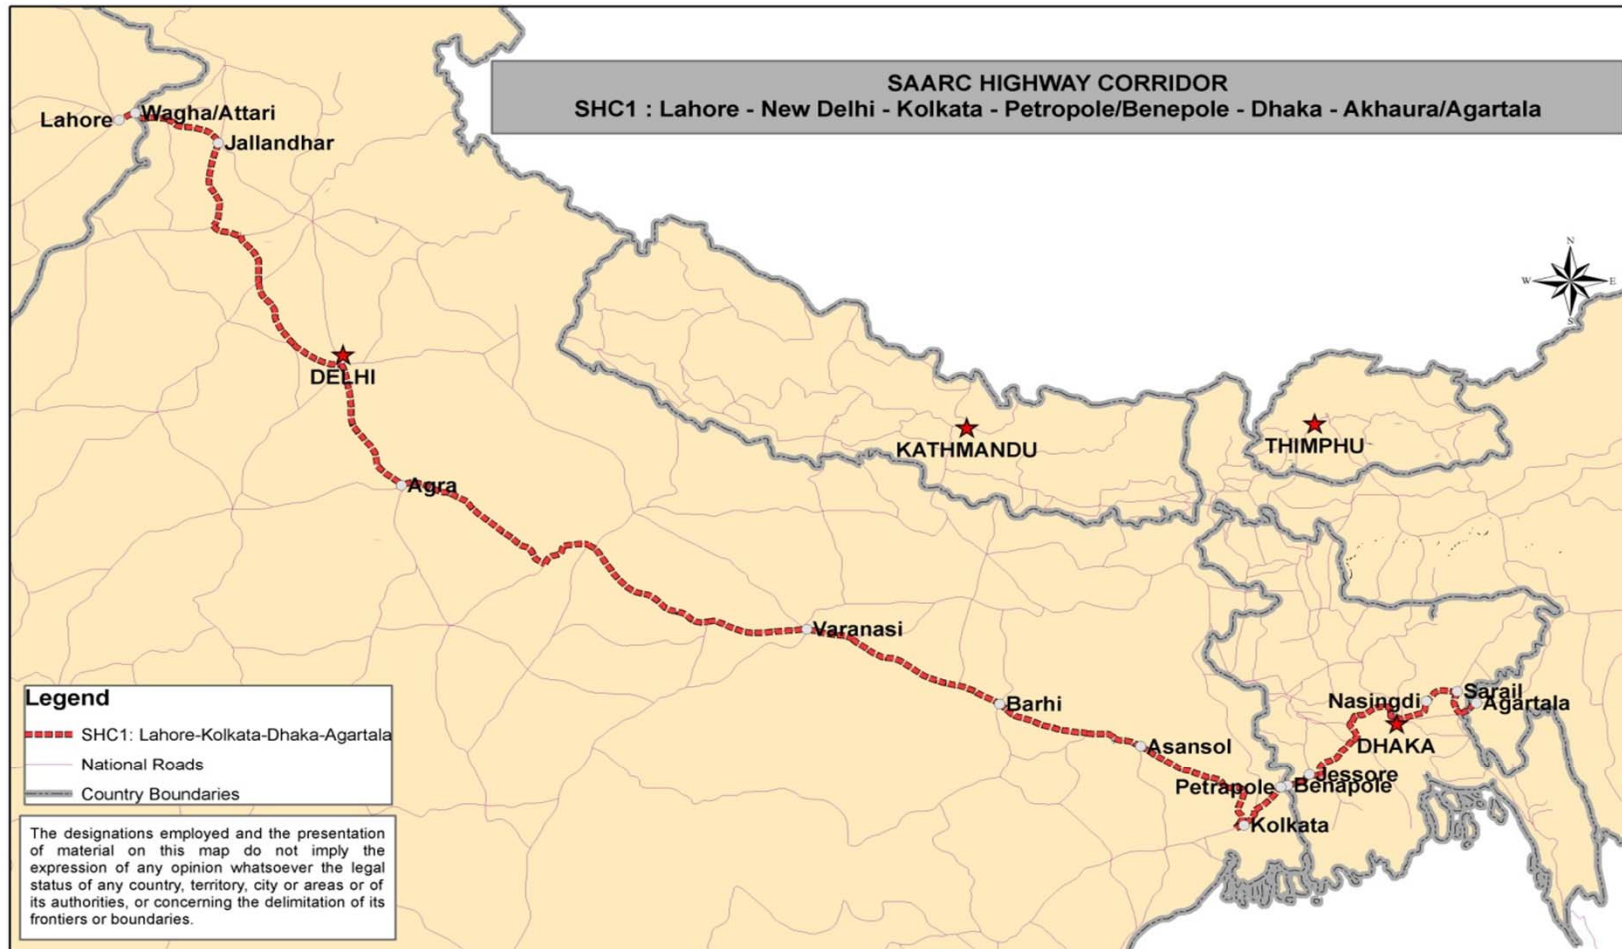 SAARC HIGHWAY CORRIDOR
SHC1 : Lahore - New Delhi - Kolkata - Petropole/Benepole - Dhaka - Akhaura/Agartala
Lahore
Wagha/Attari
Jallandhar
N
W
E
S
DELHI
KATHMANDU
THIMPHU
Agra
Varanasi
Barhi
Asansol
Nasingdi
Sarail
Agartala
DHAKA
Jessore
Petrapole
Benapole
Kolkata
Legend
SHC1: Lahore-Kolkata-Dhaka-Agartala
National Roads
Country Boundaries
The designations employed and the presentation
of material on this map do not imply the
expression of any opinion whatsoever the legal
status of any country, territory, city or areas or of
its authorities, or concerning the delimitation of its
frontiers or boundaries.